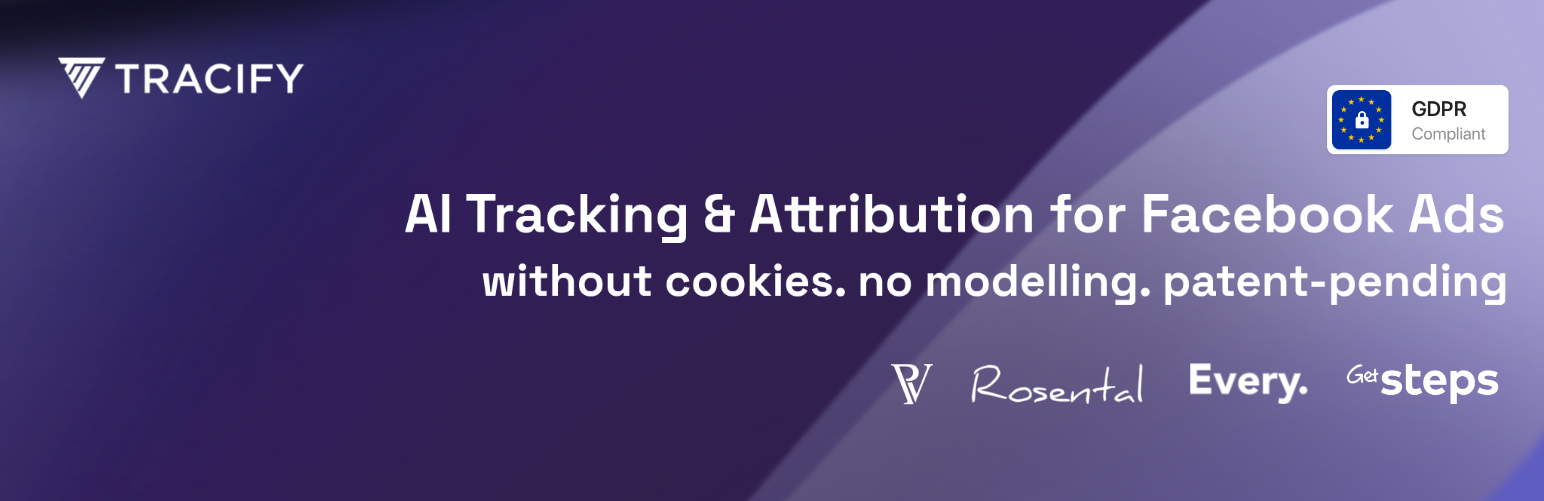 TRACIFY
GDPR
Compliant
AI Tracking & Attribution for Facebook Ads
without cookies. no modelling. patent-pending
PV Rosental Every. Get steps